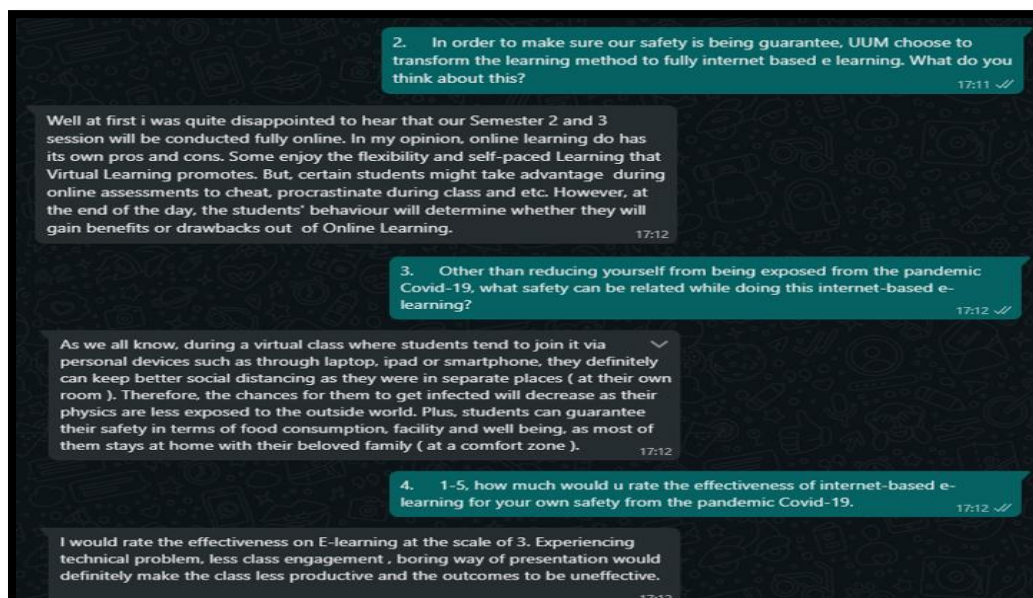 2. In order to make sure our safety is being guarantee, UUM choose to
transform the learning method to fully internet based e learning. What do you
think about this?
17:11
Well at first i was quite disappointed to hear that our Semester 2 and 3
session will be conducted fully online. In my opinion, online learning do has
its own pros and cons. Some enjoy the flexibility and self-paced Learning that
Virtual Learning promotes. But, certain students might take advantage during
online assessments to cheat, procrastinate during class and etc. However, at
the end of the day, the students' behaviour will determine whether they will
gain benefits or drawbacks out of Online Learning.
17:12
3. Other than reducing yourself from being exposed from the pandemic
Covid-19, what safety can be related while doing this internet-based e-
learning?
17:12
As we all know, during a virtual class where students tend to join it via
personal devices such as through laptop, ipad or smartphone, they definitely
can keep better social distancing as they were in separate places ( at their own
room ). Therefore, the chances for them to get infected will decrease as their
physics are less exposed to the outside world. Plus, students can guarantee
their safety in terms of food consumption, facility and well being, as most of
them stays at home with their beloved family ( at a comfort zone ).
17:12
4. 1-5, how much would u rate the effectiveness of internet-based e-
learning for your own safety from the pandemic Covid-19.
17:12
I would rate the effectiveness on E-learning at the scale of 3. Experiencing
technical problem, less class engagement , boring way of presentation would
definitely make the class less productive and the outcomes to be uneffective.